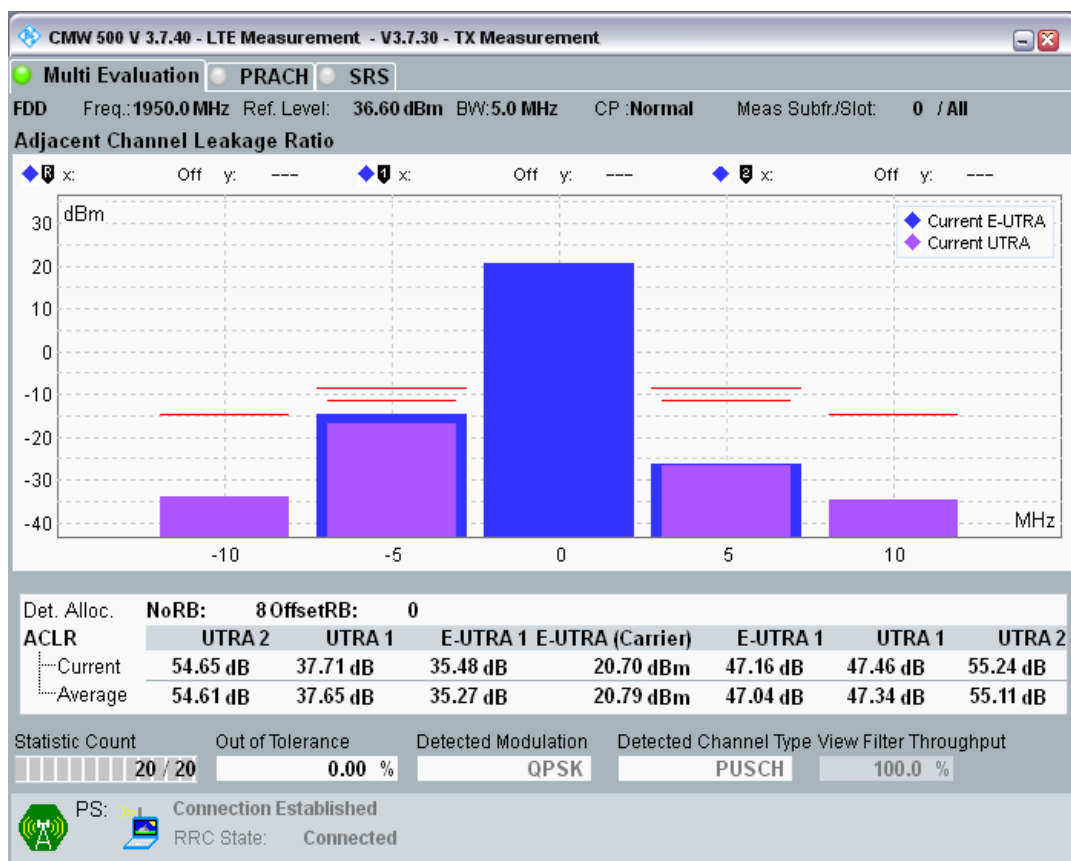 CMW 500 V 3.7.40 - LTE Measurement - V3.7.30 - TX Measurement
Multi Evaluation PRACH SRS
FDD Freq.: 1950.0 MHz Ref. Level: 36.60 dBm BW: 5.0 MHz CP : Normal Meas Subfr./Slot: 0 / All
Adjacent Channel Leakage Ratio
R x: Off y: --- 1 x: Off y: --- 2 x: Off y: ---
dBm
Current E-UTRA
Current UTRA
30
20
10
0
-10
-20
-30
-40
MHz
-10 -5 0 5 10
Det. Alloc. NoRB: 8 OffsetRB: 0
ACLR UTRA 2 UTRA 1 E-UTRA 1 E-UTRA (Carrier) E-UTRA 1 UTRA 1 UTRA 2
Current 54.65 dB 37.71 dB 35.48 dB 20.70 dBm 47.16 dB 47.46 dB 55.24 dB
Average 54.61 dB 37.65 dB 35.27 dB 20.79 dBm 47.04 dB 47.34 dB 55.11 dB
Statistic Count Out of Tolerance Detected Modulation Detected Channel Type View Filter Throughput
20 / 20 0.00 % QPSK PUSCH 100.0 %
PS: Connection Established
RRC State: Connected